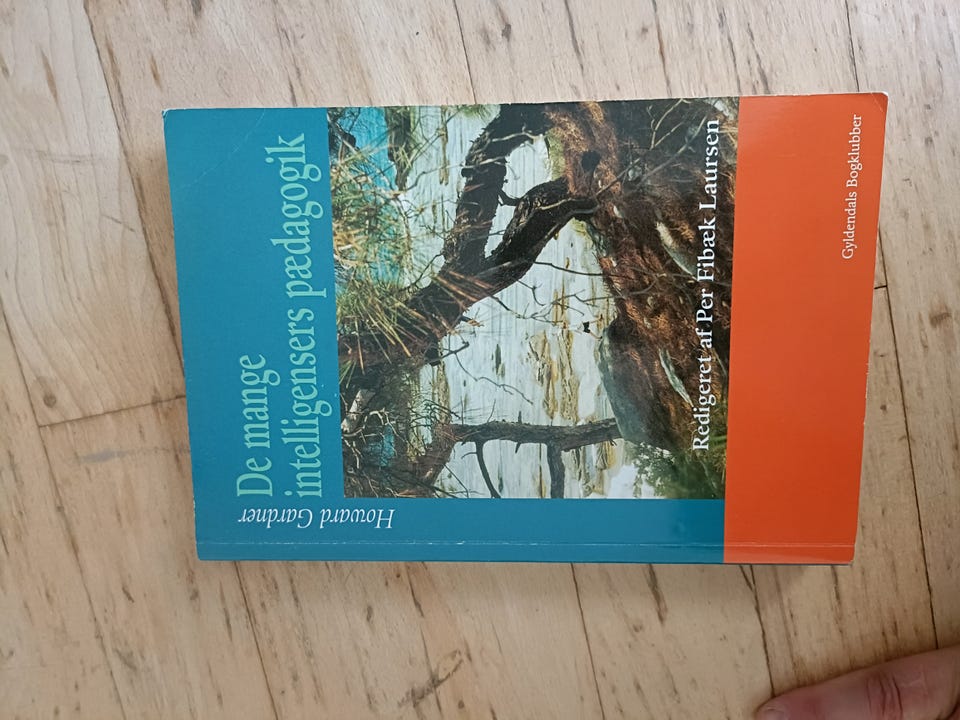 Howard Gardner
De mange
intelligensers pædagogik
Redigeret af Per Fibæk Laursen
Gyldendals Bogklubber